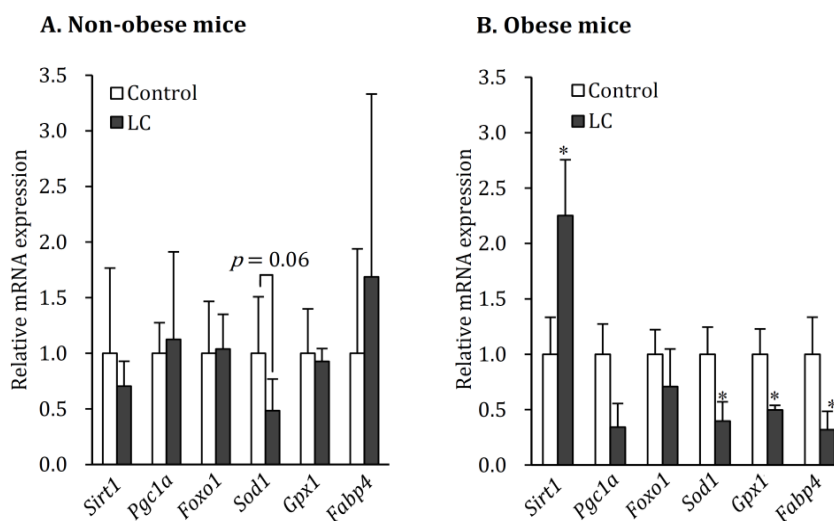 A. Non-obese mice
Relative mRNA expression
3.5
3.0
2.5
2.0
1.5
1.0
0.5
0.0
Control
LC
p = 0.06
Sirt1
Pgc1a
Foxo1
Sod1
Gpx1
Fabp4
B. Obese mice
Relative mRNA expression
3.5
3.0
2.5
2.0
1.5
1.0
0.5
0.0
Control
LC
*
*
*
*
Sirt1
Pgc1a
Foxo1
Sod1
Gpx1
Fabp4